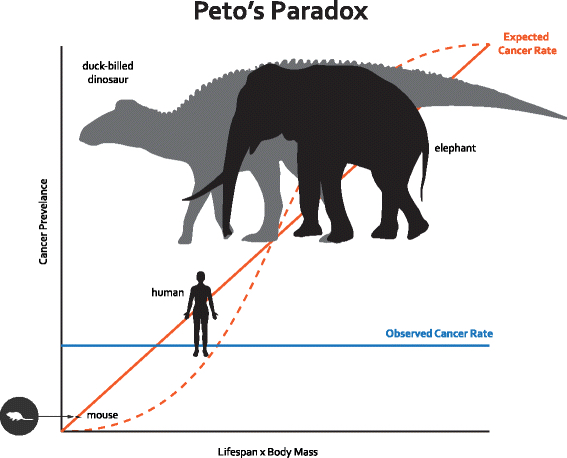 Peto's Paradox
duck-billed
dinosaur
Expected
Cancer Rate
elephant
Cancer Prevelance
human
Observed Cancer Rate
mouse
Lifespan x Body Mass